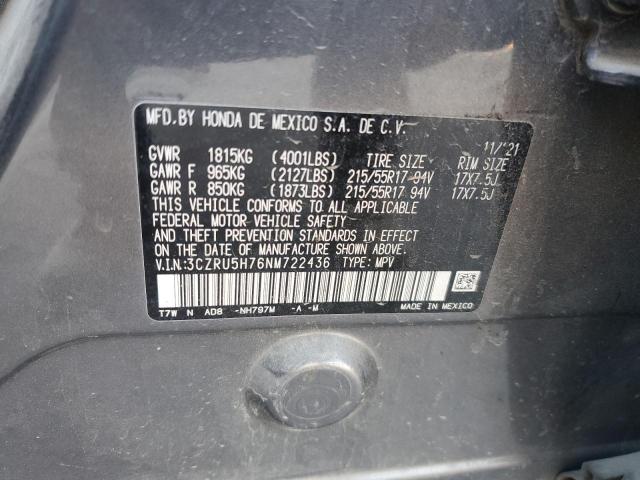 MFD.BY HONDA DE MEXICO S.A. DE C.V.
11/'21
GVWR 1815KG (4001LBS) TIRE SIZE RIM SIZE
GAWR F 965KG (2127LBS) 215/55R17 94V 17X7.5J
GAWR R 850KG (1873LBS) 215/55R17 94V 17X7.5J
THIS VEHICLE CONFORMS TO ALL APPLICABLE
FEDERAL MOTOR VEHICLE SAFETY
AND THEFT PREVENTION STANDARDS IN EFFECT
ON THE DATE OF MANUFACTURE SHOWN ABOVE.
V.I.N:3CZRU5H76NM722436 TYPE: MPV
T7W N AD8 -NH797M -A -M MADE IN MEXICO